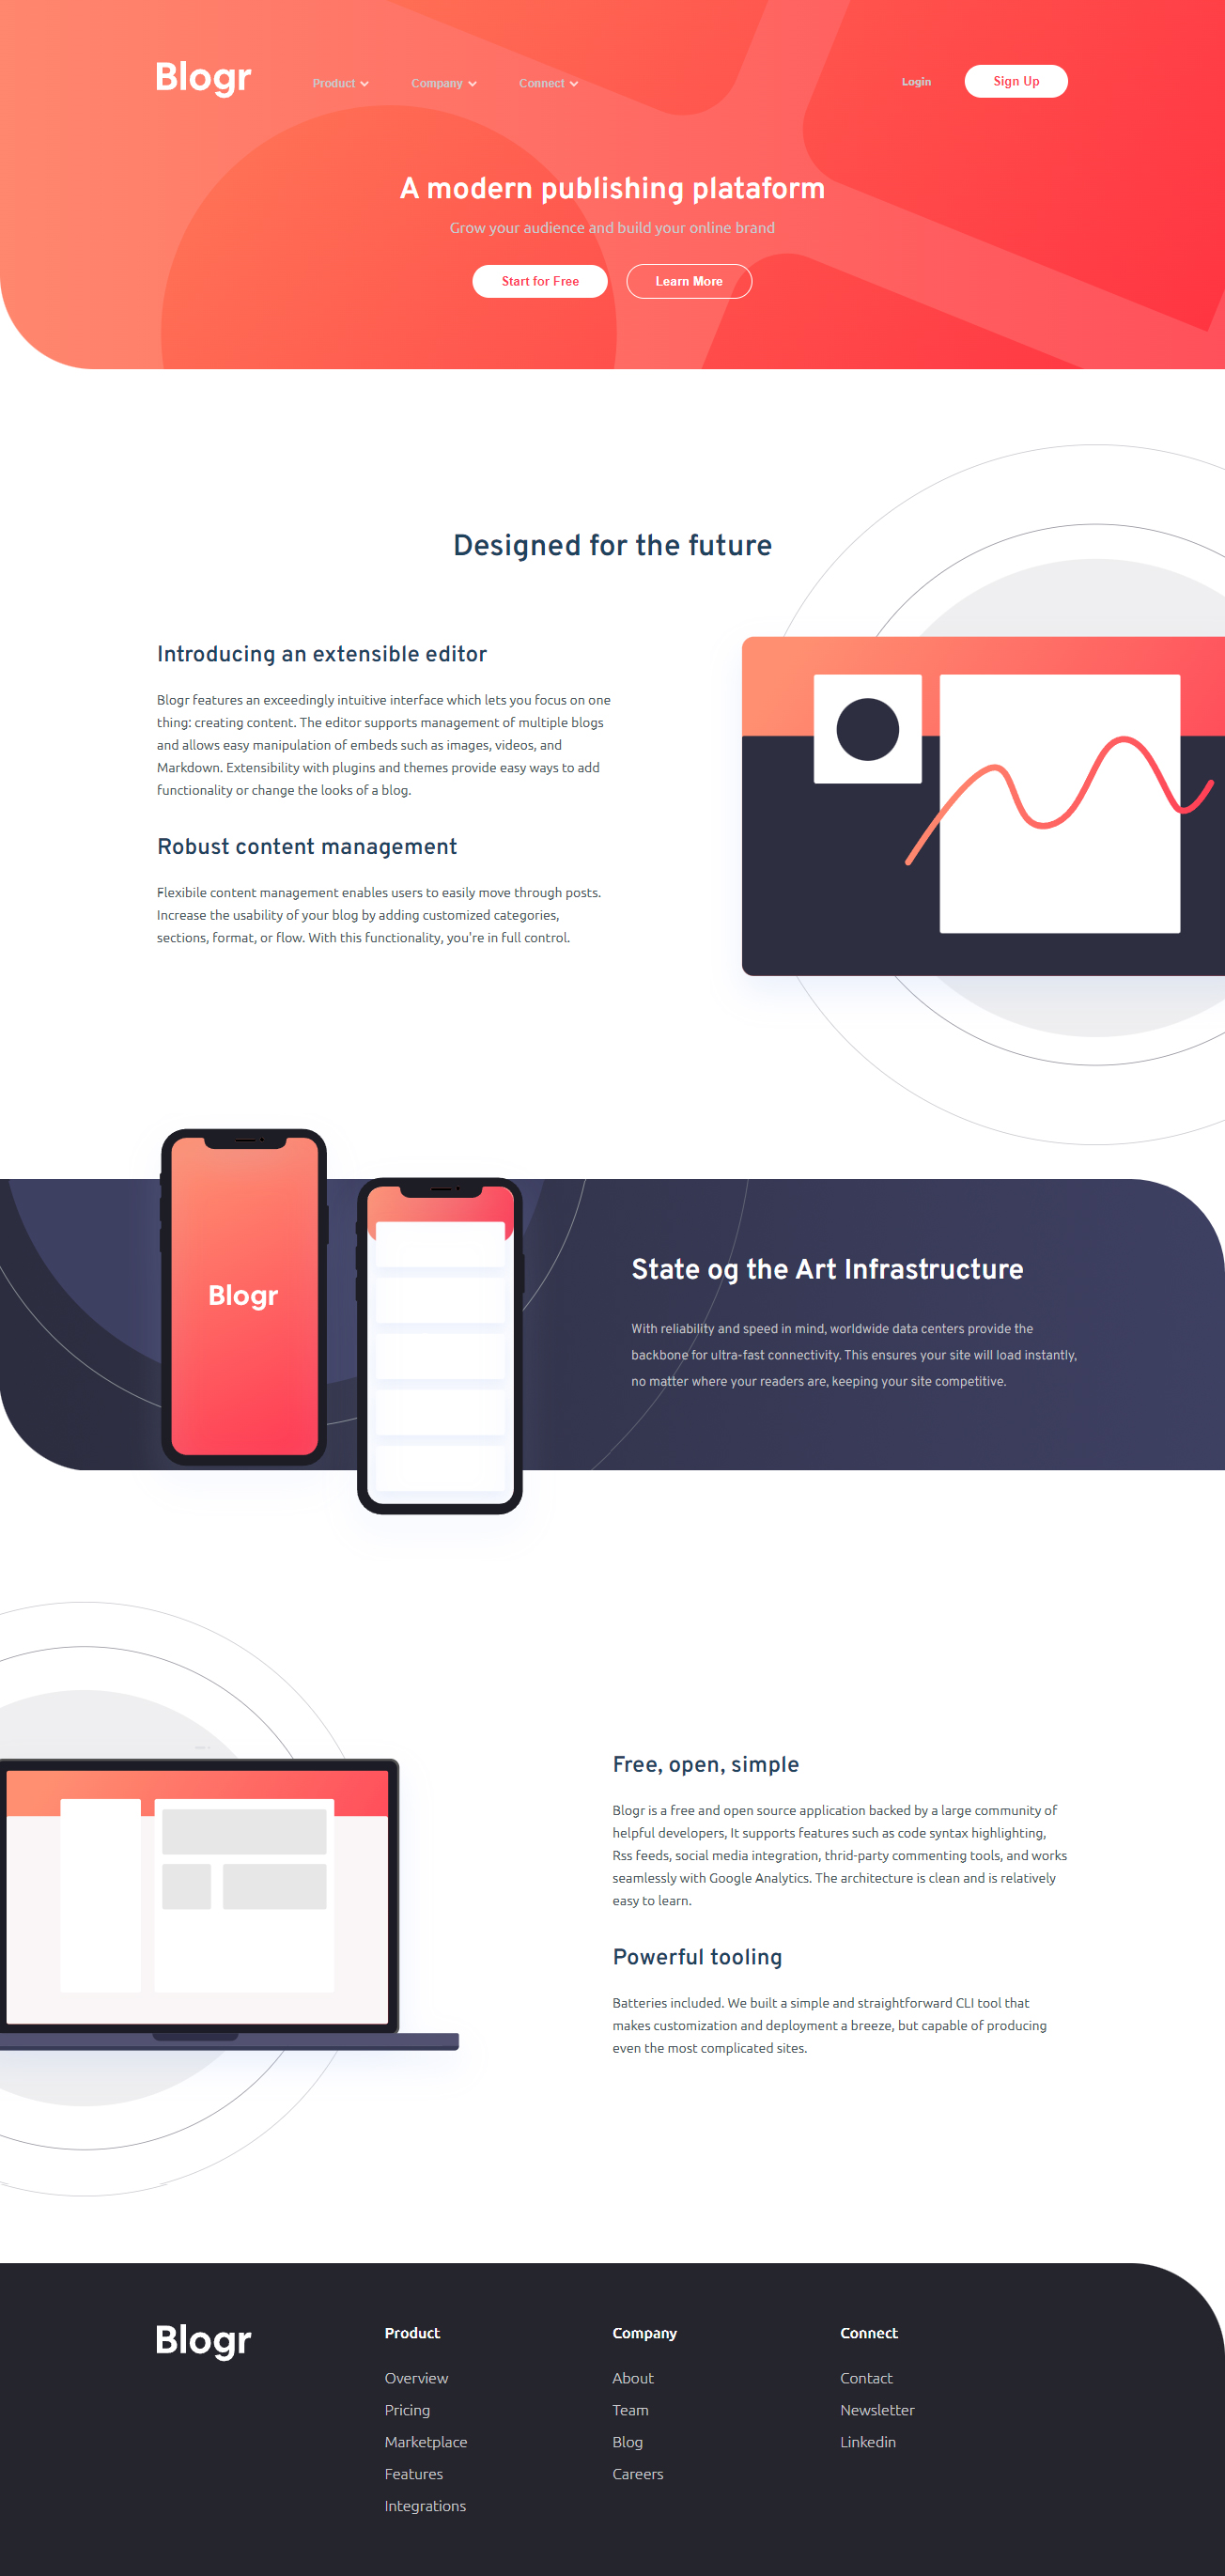 Blogr
Product
Company
Connect
Login
Sign Up
A modern publishing plataform
Grow your audience and build your online brand
Start for Free
Learn More
Designed for the future
Introducing an extensible editor
Blogr features an exceedingly intuitive interface which lets you focus on one
thing: creating content. The editor supports management of multiple blogs
and allows easy manipulation of embeds such as images, videos, and
Markdown. Extensibility with plugins and themes provide easy ways to add
functionality or change the looks of a blog.
Robust content management
Flexibile content management enables users to easily move through posts.
Increase the usability of your blog by adding customized categories,
sections, format, or flow. With this functionality, you're in full control.
Blogr
State og the Art Infrastructure
With reliability and speed in mind, worldwide data centers provide the
backbone for ultra-fast connectivity. This ensures your site will load instantly,
no matter where your readers are, keeping your site competitive.
Free, open, simple
Blogr is a free and open source application backed by a large community of
helpful developers, It supports features such as code syntax highlighting,
Rss feeds, social media integration, thrid-party commenting tools, and works
seamlessly with Google Analytics. The architecture is clean and is relatively
easy to learn.
Powerful tooling
Batteries included. We built a simple and straightforward CLI tool that
makes customization and deployment a breeze, but capable of producing
even the most complicated sites.
Blogr
Product
Overview
Pricing
Marketplace
Features
Integrations
Company
About
Team
Blog
Careers
Connect
Contact
Newsletter
Linkedin